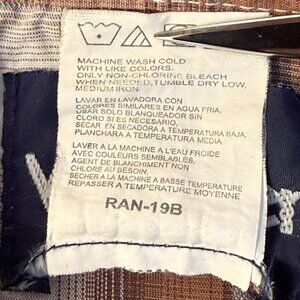 MACHINE WASH COLD
WITH LIKE COLORS.
ONLY NON-CHLORINE BLEACH
WHEN NEEDED, TUMBLE DRY LOW,
MEDIUM IRON
LAVAR EN LAVADORA CON
COLORES SIMILARES EN AGUA FRIA.
USAR SOLO BLANQUEADOR SIN
CLORO SI ES NECESARIO,
SECAR EN SECADORA A TEMPERATURA BAJA,
PLANCHARA A TEMPERATURA MEDIA
LAVER A LA MACHINE A L'EAU FROIDE
AVEC COULEURS SEMBLABLES,
AGENT DE BLANCHIMENT NON
CHLORE AU BESOIN,
SECHER A LA MACHINE A BASSE TEMPERATURE
REPASSER A TEMPERATURE MOYENNE
RAN-19B